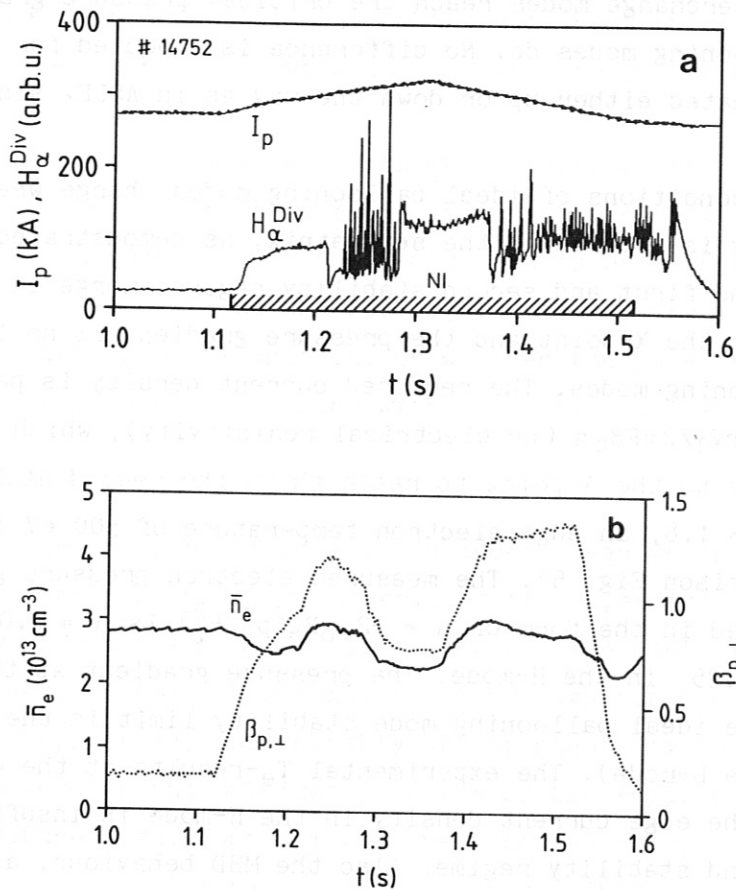 # 14752
a
I_p (kA), H_α^Div (arb.u.)
400
200
0
I_p
H_α^Div
NI
1.0 1.1 1.2 1.3 1.4 1.5 1.6
t(s)
b
n̄_e (10^13 cm^-3)
5
4
3
2
1
0
n̄_e
β_p,⊥
1.5
1.0
0.5
0
β_p,⊥
1.0 1.1 1.2 1.3 1.4 1.5 1.6
t(s)